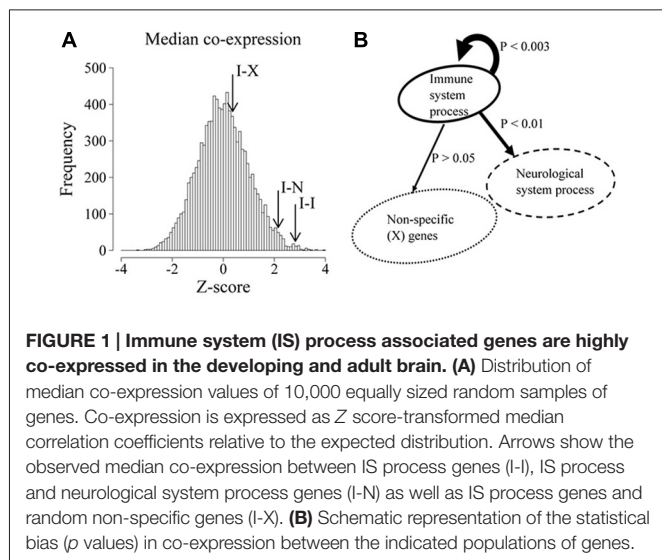 A
Median co-expression
Frequency
500
400
300
200
100
0
-4
-2
0
2
4
Z-score
I-X
I-N
I-I
B
P < 0.003
Immune
system
process
P < 0.01
P > 0.05
Neurological
system process
Non-specific
(X) genes
FIGURE 1 | Immune system (IS) process associated genes are highly
co-expressed in the developing and adult brain. (A) Distribution of
median co-expression values of 10,000 equally sized random samples of
genes. Co-expression is expressed as Z score-transformed median
correlation coefficients relative to the expected distribution. Arrows show the
observed median co-expression between IS process genes (I-I), IS process
and neurological system process genes (I-N) as well as IS process genes and
random non-specific genes (I-X). (B) Schematic representation of the statistical
bias (p values) in co-expression between the indicated populations of genes.